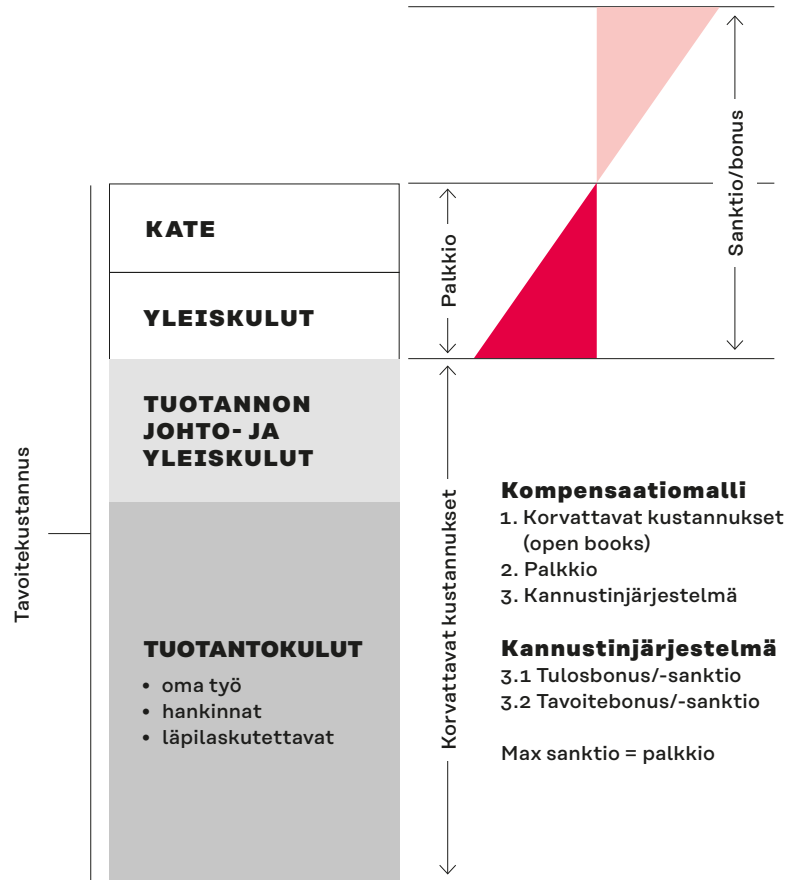 Tavoitekustannus
KATE
YLEISKULUT
TUOTANNON
JOHTO- JA
YLEISKULUT
TUOTANTOKULUT
• oma työ
• hankinnat
• läpilaskutettavat
Palkkio
Korvattavat kustannukset
Sanktio/bonus
Kompensaatiomalli
1. Korvattavat kustannukset
(open books)
2. Palkkio
3. Kannustinjärjestelmä
Kannustinjärjestelmä
3.1 Tulosbonus/-sanktio
3.2 Tavoitebonus/-sanktio
Max sanktio = palkkio